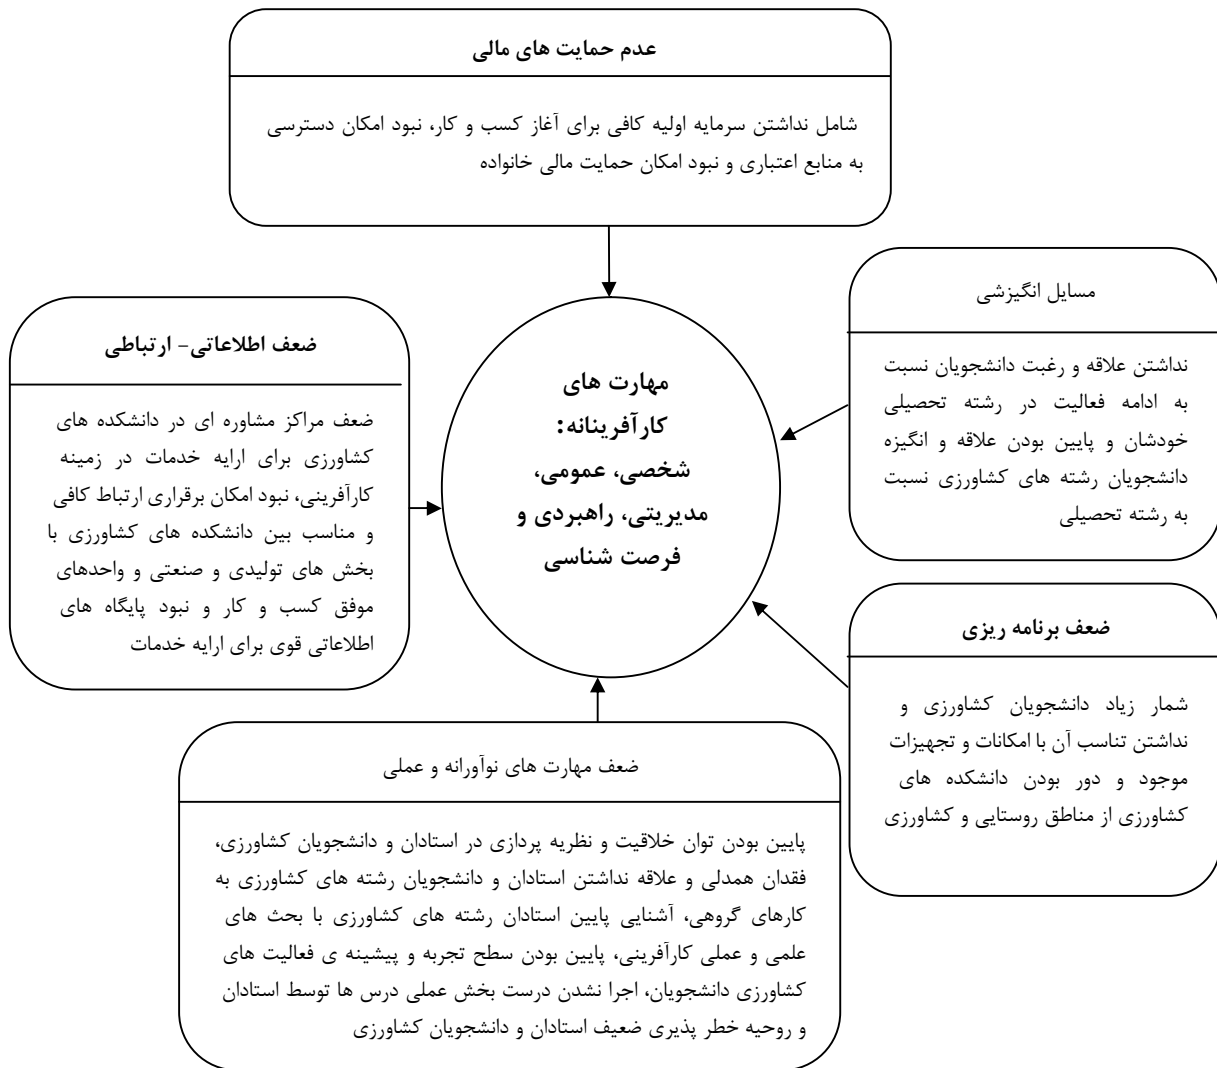 عدم حمایت های مالی
شامل نداشتن سرمایه اولیه کافی برای آغاز کسب و کار، نبود امکان دسترسی
به منابع اعتباری و نبود امکان حمایت مالی خانواده
مسایل انگیزشی
نداشتن علاقه و رغبت دانشجویان نسبت
به ادامه فعالیت در رشته تحصیلی
خودشان و پایین بودن علاقه و انگیزه
دانشجویان رشته های کشاورزی نسبت
به رشته تحصیلی
مهارت های
کارآفرینانه:
شخصی، عمومی،
مدیریتی، راهبردی و
فرصت شناسی
ضعف اطلاعاتی- ارتباطی
ضعف مراکز مشاوره ای در دانشکده های
کشاورزی برای ارایه خدمات در زمینه
کارآفرینی، نبود امکان برقراری ارتباط کافی
و مناسب بین دانشکده های کشاورزی با
بخش های تولیدی و صنعتی و واحدهای
موفق کسب و کار و نبود پایگاه های
اطلاعاتی قوی برای ارایه خدمات
ضعف برنامه ریزی
شمار زیاد دانشجویان کشاورزی و
نداشتن تناسب آن با امکانات و تجهیزات
موجود و دور بودن دانشکده های
کشاورزی از مناطق روستایی و کشاورزی
ضعف مهارت های نوآورانه و عملی
پایین بودن توان خلاقیت و نظریه پردازی در استادان و دانشجویان کشاورزی،
فقدان همدلی و علاقه نداشتن استادان و دانشجویان رشته های کشاورزی به
کارهای گروهی، آشنایی پایین استادان رشته های کشاورزی با بحث های
علمی و عملی کارآفرینی، پایین بودن سطح تجربه و پیشینه ی فعالیت های
کشاورزی دانشجویان، اجرا نشدن درست بخش عملی درس ها توسط استادان
و روحیه خطر پذیری ضعیف استادان و دانشجویان کشاورزی